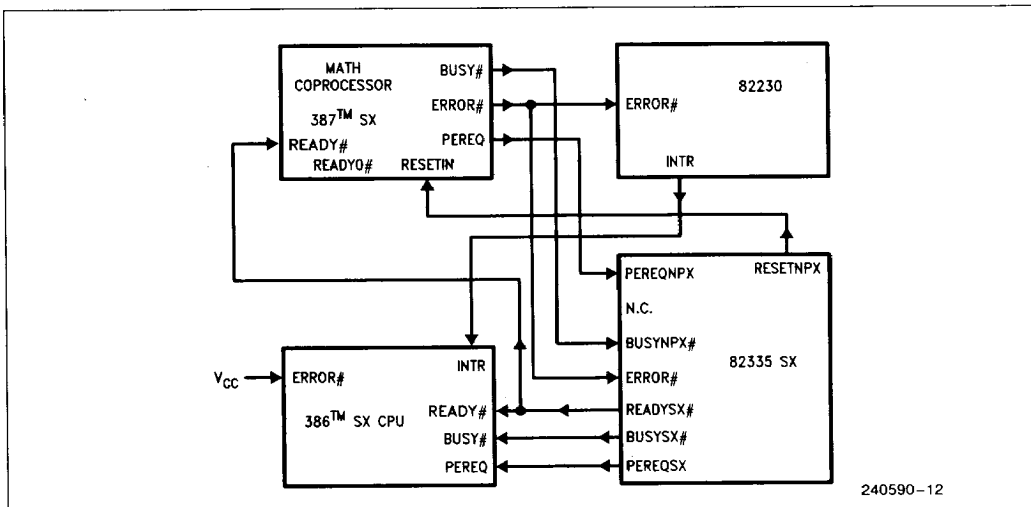 MATH
COPROCESSOR
387™ SX
BUSY#
ERROR#
PEREQ
READY#
READYO#
RESETIN
82230
ERROR#
INTR
PEREQNPX
RESETNPX
N.C.
BUSYNPX#
82335 SX
ERROR#
READYSX#
BUSYSX#
PEREQSX
INTR
VCC
ERROR#
386™ SX CPU
READY#
BUSY#
PEREQ
240590-12